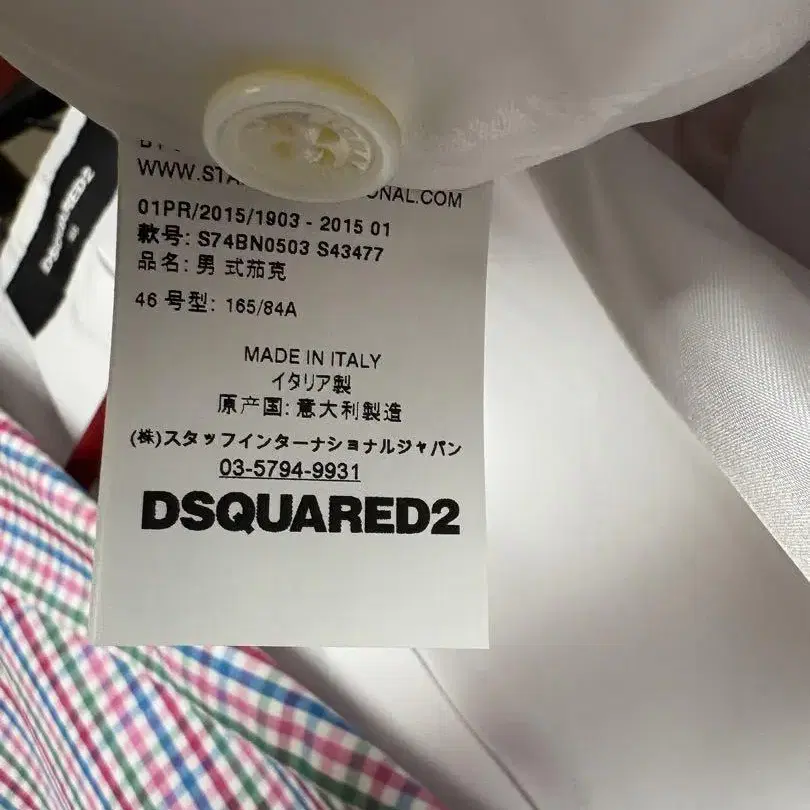 WWW.STA ONAL.COM
01PR/2015/1903 - 2015 01
款号: S74BN0503 S43477
品名: 男 式茄克
46 号型: 165/84A
MADE IN ITALY
イタリア製
原产国: 意大利製造
(株)スタッフインターナショナルジャパン
03-5794-9931
DSQUARED2
DSQUARED2